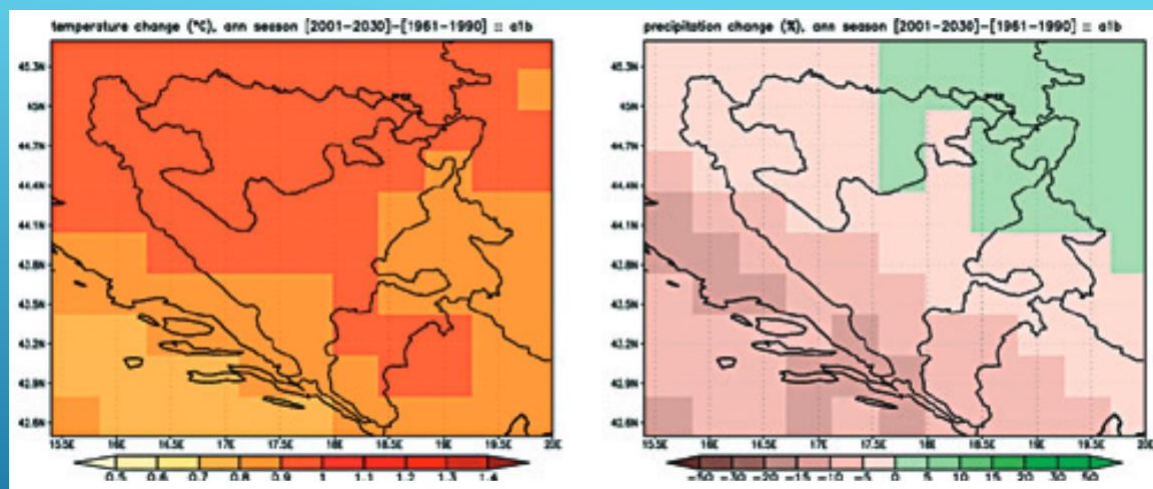 temperature change (°C), ann season [2001-2030]-[1961-1990] :: a1b
45.3N
45N
44.7N
44.4N
44.1N
43.8N
43.5N
43.2N
42.9N
42.6N
15.5E 16E 16.5E 17E 17.5E 18E 18.5E 19E 19.5E 20E
0.5 0.6 0.7 0.8 0.9 1 1.1 1.2 1.3 1.4
precipitation change (%), ann season [2001-2030]-[1961-1990] :: a1b
45.3N
45N
44.7N
44.4N
44.1N
43.8N
43.5N
43.2N
42.9N
42.6N
15.5E 16E 16.5E 17E 17.5E 18E 18.5E 19E 19.5E 20E
-50 -30 -20 -15 -10 -5 0 5 10 15 20 30 50